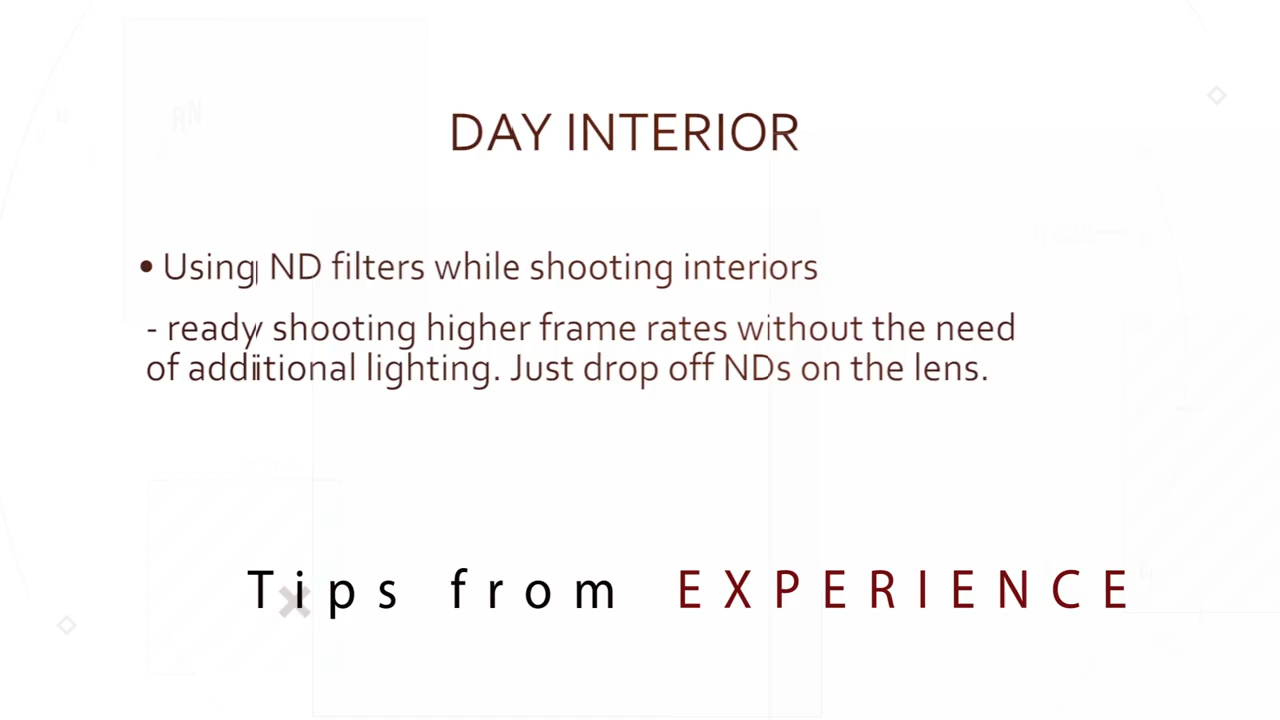 DAY INTERIOR
• Using ND filters while shooting interiors
- ready shooting higher frame rates without the need
of additional lighting. Just drop off NDs on the lens.
Tips from EXPERIENCE